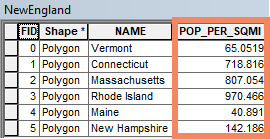 NewEngland
FID Shape * NAME POP_PER_SQMI
0 Polygon Vermont 65.0519
1 Polygon Connecticut 718.816
2 Polygon Massachusetts 807.054
3 Polygon Rhode Island 970.466
4 Polygon Maine 40.891
5 Polygon New Hampshire 142.186